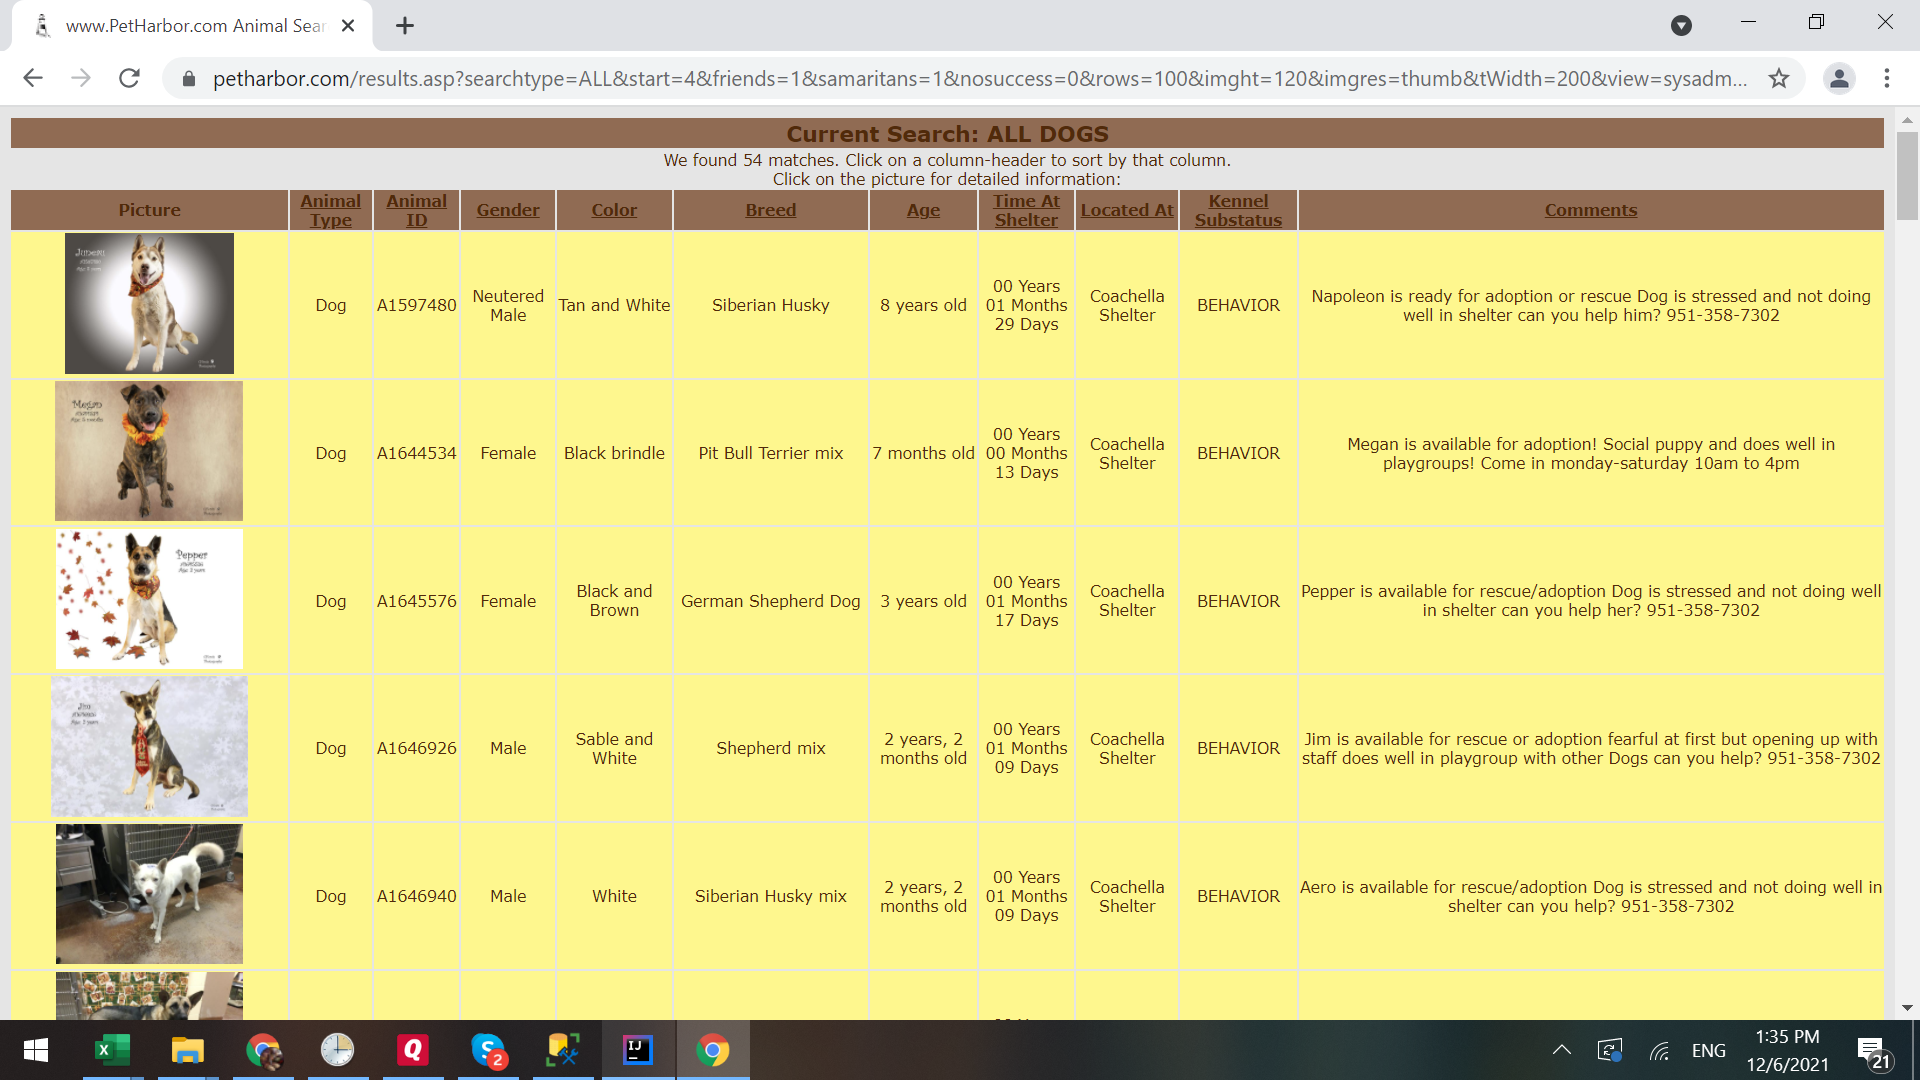 www.PetHarbor.com Animal Sear
petharbor.com/results.asp?searchtype=ALL&start=4&friends=1&samaritans=1&nosuccess=0&rows=100&imght=120&imgres=thumb&tWidth=200&view=sysadm...
Current Search: ALL DOGS
We found 54 matches. Click on a column-header to sort by that column.
Click on the picture for detailed information:
Picture
Animal
Type
Animal
ID
Gender
Color
Breed
Age
Time At
Shelter
Located At
Kennel
Substatus
Comments
Juneau
Dog
A1597480
Neutered
Male
Tan and White
Siberian Husky
8 years old
00 Years
01 Months
29 Days
Coachella
Shelter
BEHAVIOR
Napoleon is ready for adoption or rescue Dog is stressed and not doing
well in shelter can you help him? 951-358-7302
Megan
Dog
A1644534
Female
Black brindle
Pit Bull Terrier mix
7 months old
00 Years
00 Months
13 Days
Coachella
Shelter
BEHAVIOR
Megan is available for adoption! Social puppy and does well in
playgroups! Come in monday-saturday 10am to 4pm
Pepper
Dog
A1645576
Female
Black and
Brown
German Shepherd Dog
3 years old
00 Years
01 Months
17 Days
Coachella
Shelter
BEHAVIOR
Pepper is available for rescue/adoption Dog is stressed and not doing well
in shelter can you help her? 951-358-7302
Jim
Dog
A1646926
Male
Sable and
White
Shepherd mix
2 years, 2
months old
00 Years
01 Months
09 Days
Coachella
Shelter
BEHAVIOR
Jim is available for rescue or adoption fearful at first but opening up with
staff does well in playgroup with other Dogs can you help? 951-358-7302
Dog
A1646940
Male
White
Siberian Husky mix
2 years, 2
months old
00 Years
01 Months
09 Days
Coachella
Shelter
BEHAVIOR
Aero is available for rescue/adoption Dog is stressed and not doing well in
shelter can you help? 951-358-7302
X
Q
S
2
IJ
ENG
1:35 PM
12/6/2021
21